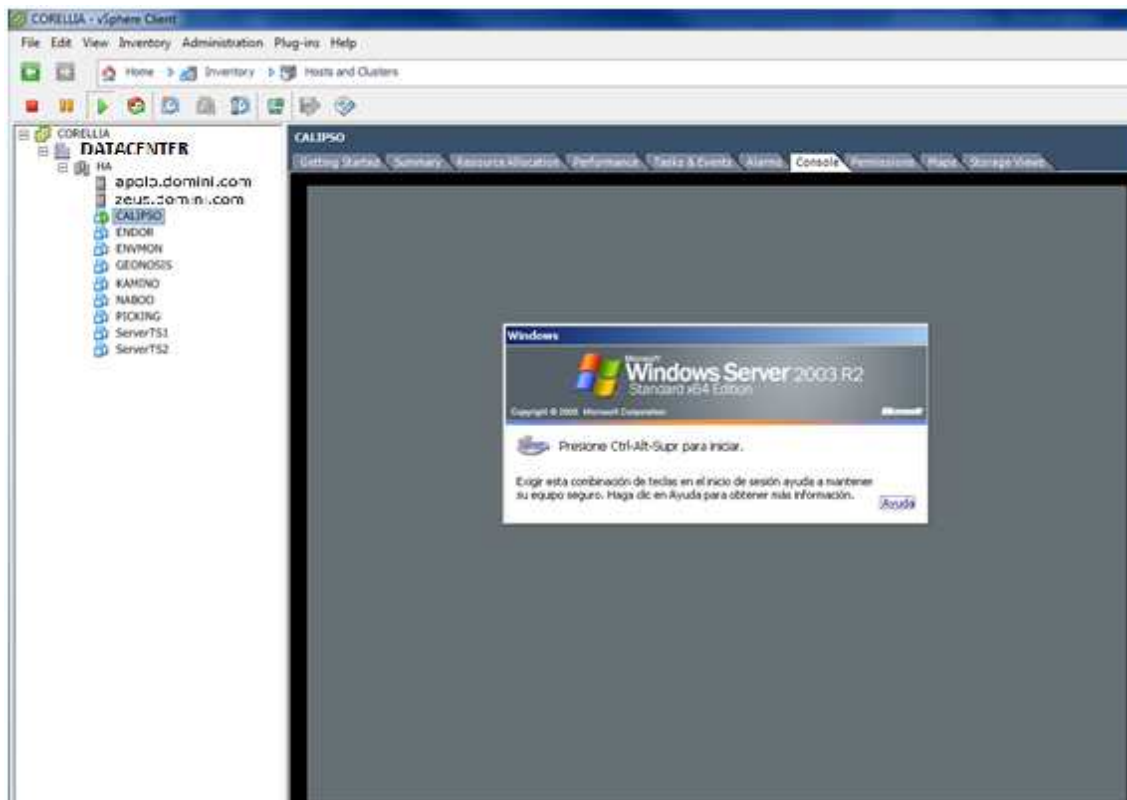 CORELLIA - vSphere Client
File Edit View Inventory Administration Plug-ins Help
Home Inventory Hosts and Clusters
CORELLIA
DATACENTER
HA
apolo.domini.com
zeus.domini.com
CALIPSO
ENDOR
ENVMON
GEONOSIS
KAMINO
NABOO
PICKING
ServerTS1
ServerTS2
CALIPSO
Getting Started Summary Resource Allocation Performance Tasks & Events Alarms Console Permissions Maps Storage Views
Windows
Microsoft
Windows Server 2003 R2
Standard x64 Edition
Copyright © 2005 Microsoft Corporation
Microsoft
Presione Ctrl-Alt-Supr para iniciar.
Exigir esta combinación de teclas en el inicio de sesión ayuda a mantener
su equipo seguro. Haga clic en Ayuda para obtener más información.
Ayuda